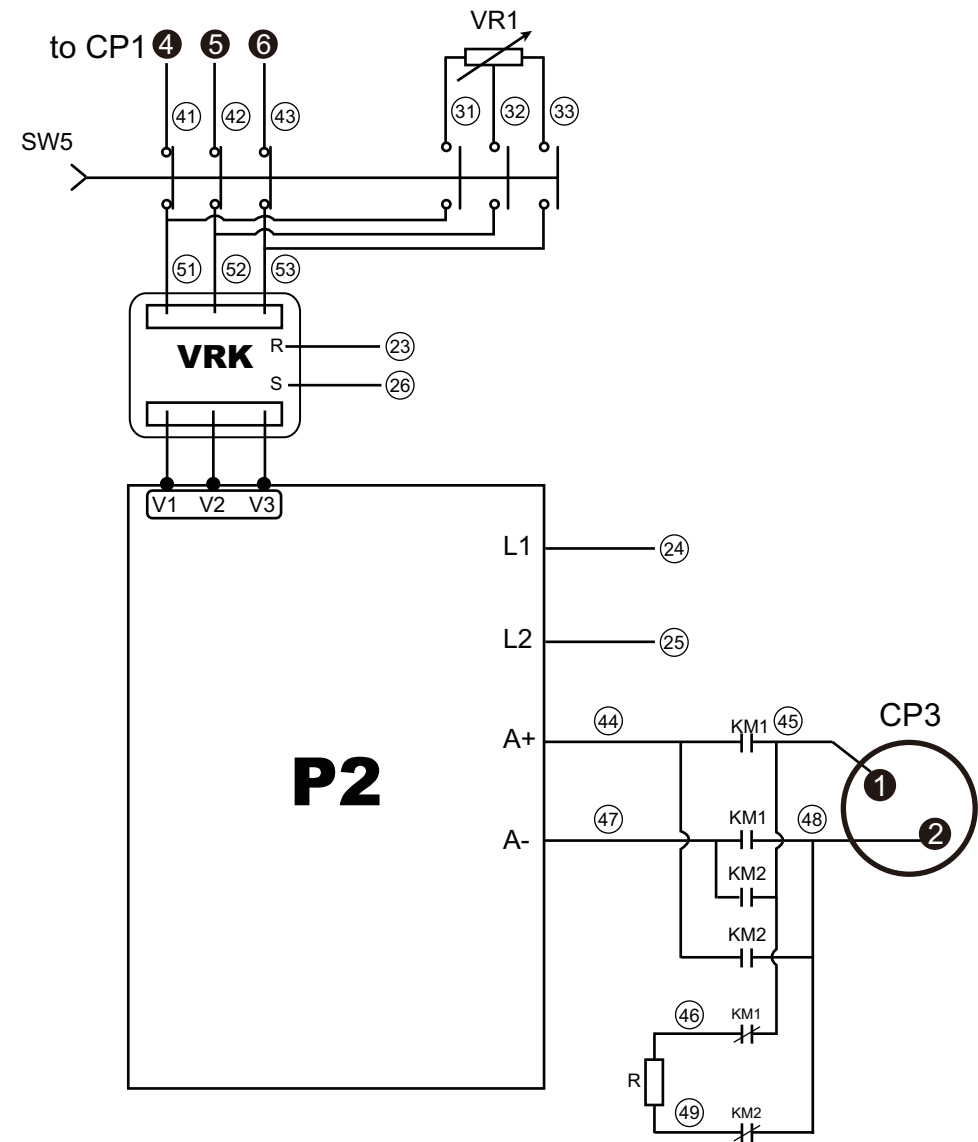 VR1
to CP1 4 5 6
41 42 43 31 32 33
SW5
51 52 53
VRK
R 23
S 26
V1 V2 V3
L1 24
L2 25
44 KM1 45 CP3
A+
P2
1
47 KM1 48
2
A-
KM2
KM2
46 KM1
R
49 KM2